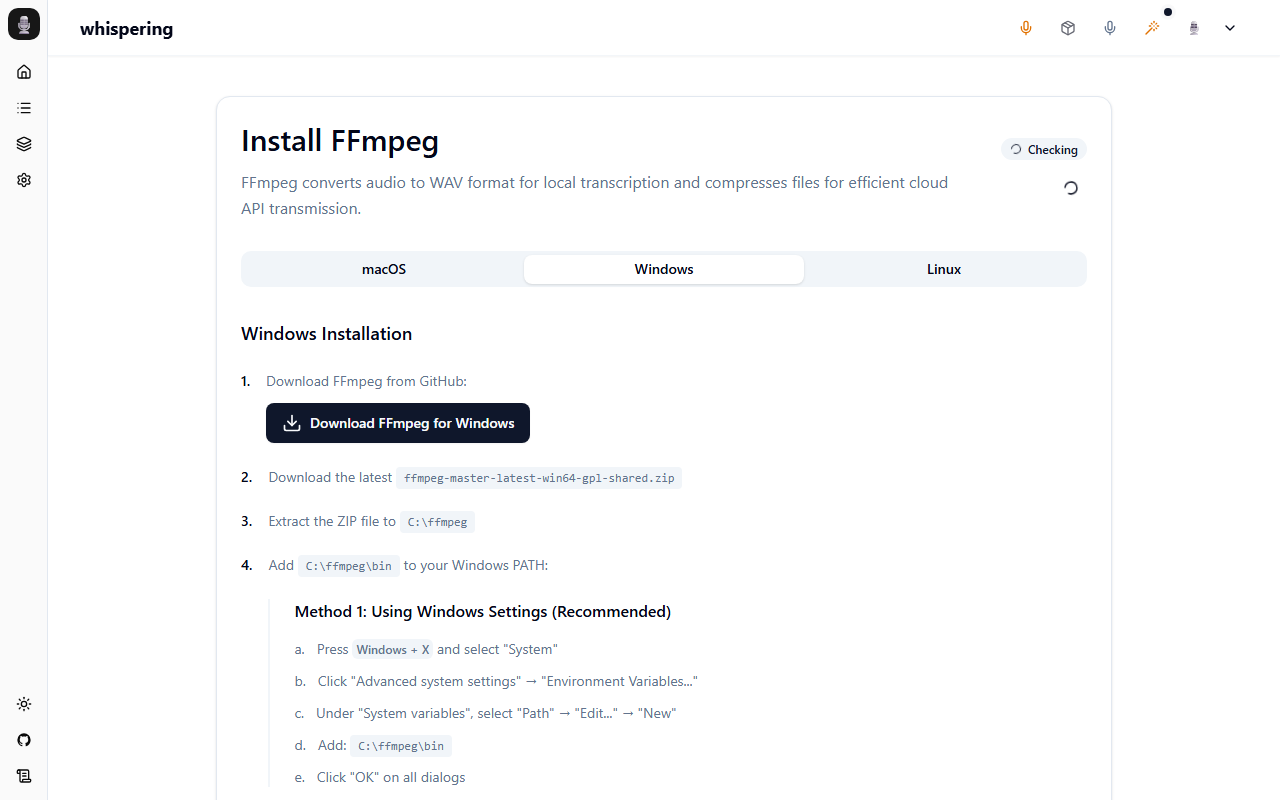 whispering
Install FFmpeg
Checking
FFmpeg converts audio to WAV format for local transcription and compresses files for efficient cloud
API transmission.
macOS
Windows
Linux
Windows Installation
1. Download FFmpeg from GitHub:
Download FFmpeg for Windows
2. Download the latest ffmpeg-master-latest-win64-gpl-shared.zip
3. Extract the ZIP file to C:\ffmpeg
4. Add C:\ffmpeg\bin to your Windows PATH:
Method 1: Using Windows Settings (Recommended)
a. Press Windows + X and select "System"
b. Click "Advanced system settings" → "Environment Variables..."
c. Under "System variables", select "Path" → "Edit..." → "New"
d. Add: C:\ffmpeg\bin
e. Click "OK" on all dialogs